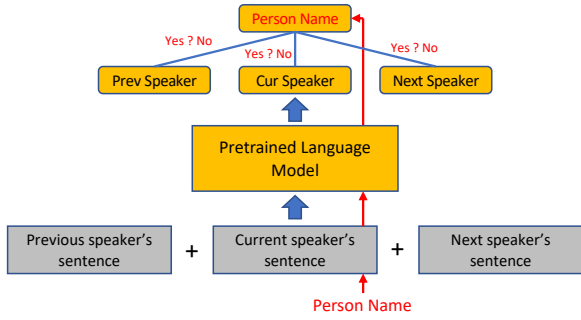 Person Name
Yes ? No
Yes ? No
Yes ? No
Prev Speaker
Cur Speaker
Next Speaker
Pretrained Language
Model
Previous speaker's
sentence
+
Current speaker's
sentence
+
Next speaker's
sentence
Person Name